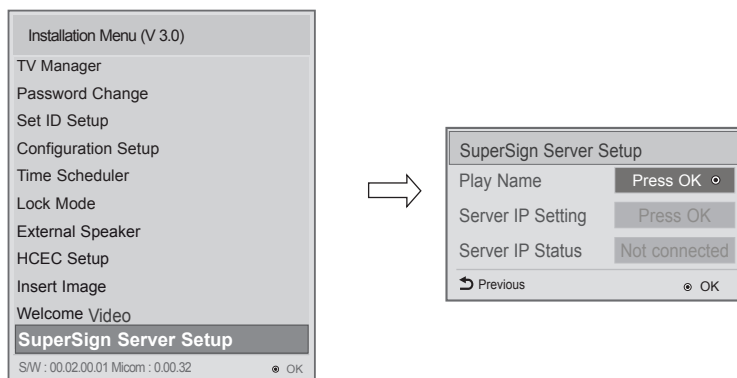 Installation Menu (V 3.0)
TV Manager
Password Change
Set ID Setup
Configuration Setup
Time Scheduler
Lock Mode
External Speaker
HCEC Setup
Insert Image
Welcome Video
SuperSign Server Setup
S/W : 00.02.00.01 Micom : 0.00.32 OK
SuperSign Server Setup
Play Name Press OK
Server IP Setting Press OK
Server IP Status Not connected
Previous OK